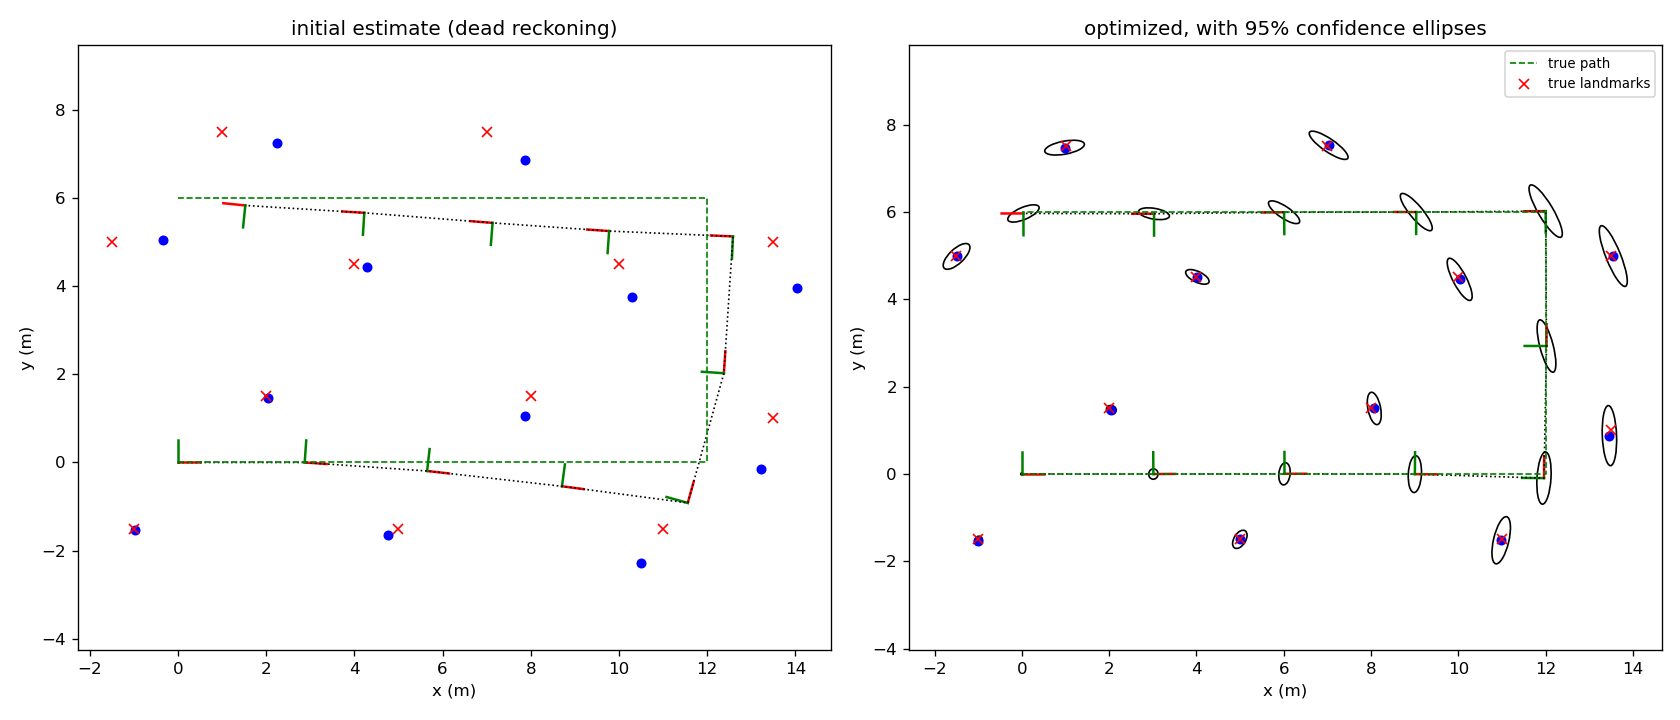 initial estimate (dead reckoning)
8
6
4
2
0
−2
−4
y (m)
−2 0 2 4 6 8 10 12 14
x (m)
optimized, with 95% confidence ellipses
true path
true landmarks
8
6
4
2
0
−2
−4
y (m)
−2 0 2 4 6 8 10 12 14
x (m)